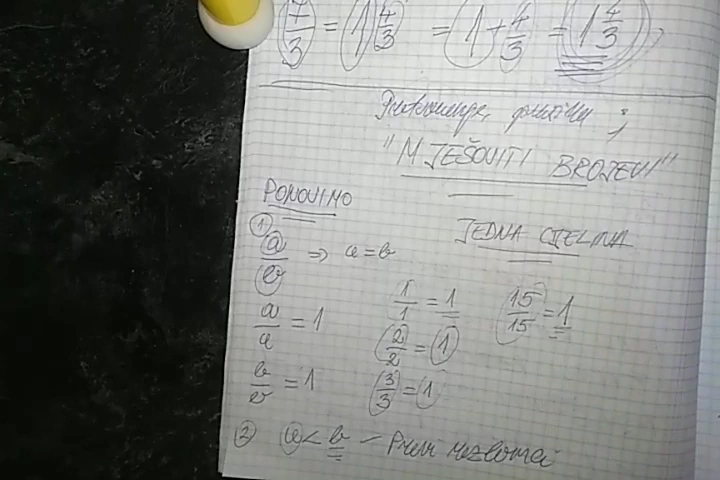 7/3 = 1 4/3 = 1 + 4/3 = 1 4/3
i
"MJEŠOVITI BROJEVI"
PONOVIMO
JEDNA CJELINA
1 a/b ⇒ a = b
a/a = 1 1/1 = 1 15/15 = 1
2/2 = 1
b/b = 1 3/3 = 1
2 a < b – Pravi razlomci